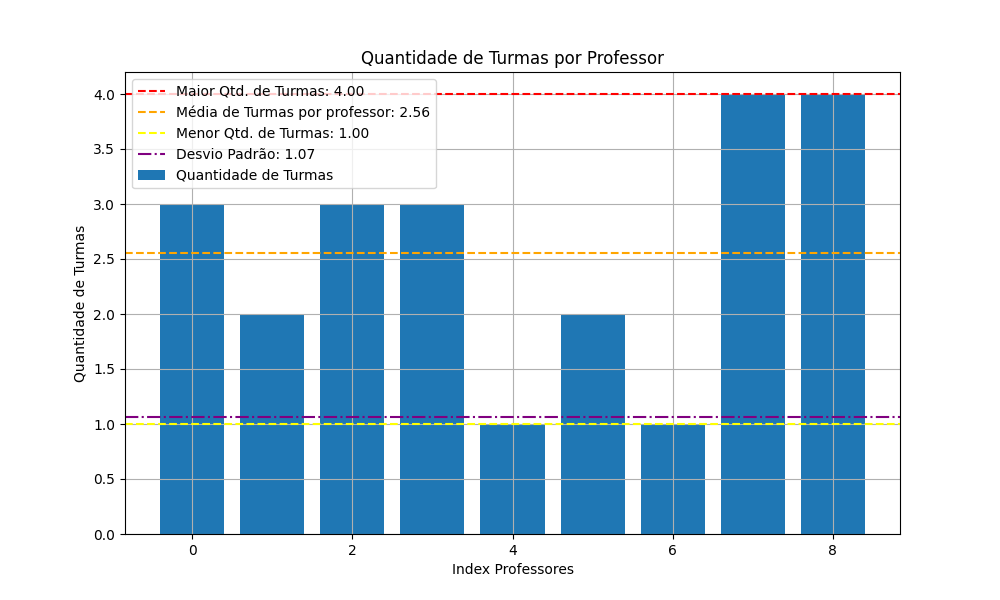 Quantidade de Turmas por Professor
Maior Qtd. de Turmas: 4.00
Média de Turmas por professor: 2.56
Menor Qtd. de Turmas: 1.00
Desvio Padrão: 1.07
Quantidade de Turmas
Quantidade de Turmas
4.0
3.5
3.0
2.5
2.0
1.5
1.0
0.5
0.0
0 2 4 6 8
Index Professores